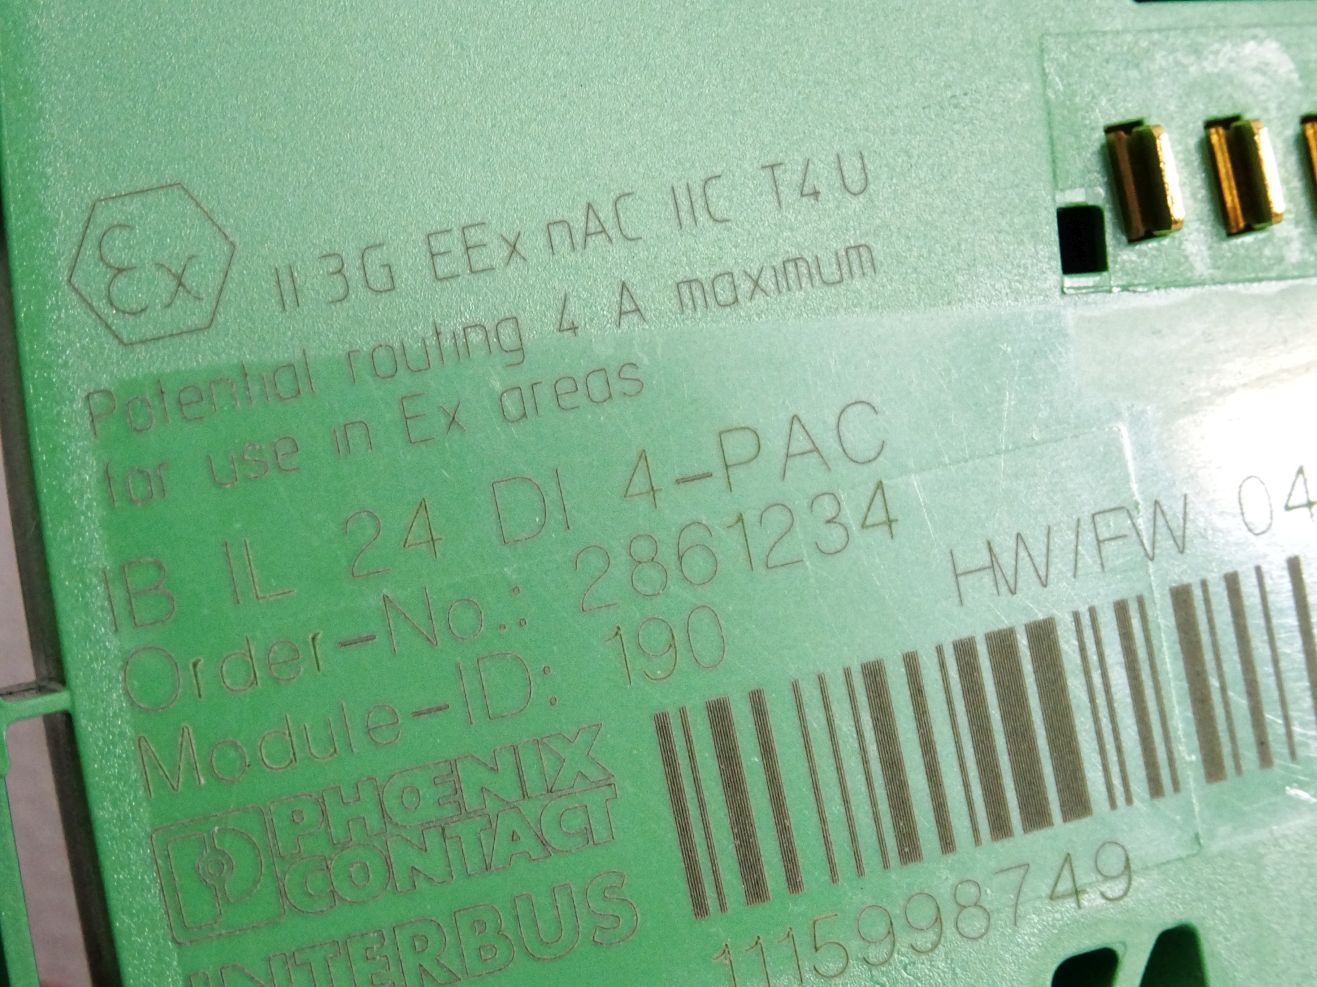 Ex II 3G EEx nAC IIC T4 U
Potential routing 4 A maximum
for use in Ex areas
IB IL 24 DI 4-PAC
Order-No.: 2861234
HW/FW 04
Module-ID: 190
PHŒNIX
CONTACT
INTERBUS
1115998749